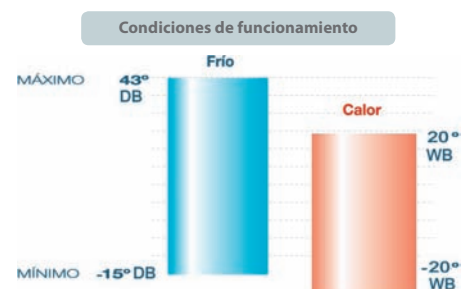 Condiciones de funcionamiento
Frío
MÁXIMO 43º
DB
Calor
20º
WB
MÍNIMO -15º DB
-20º
WB